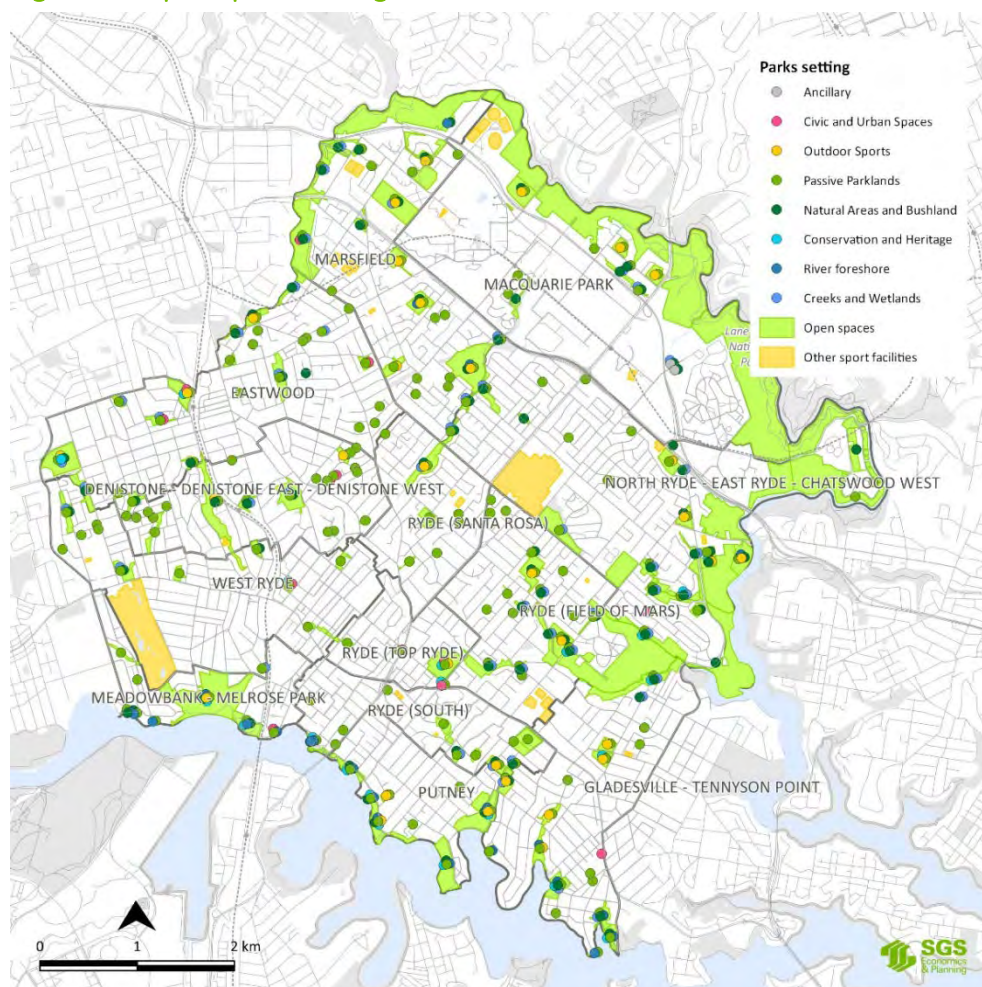 Parks setting
Ancillary
Civic and Urban Spaces
Outdoor Sports
Passive Parklands
Natural Areas and Bushland
Conservation and Heritage
River foreshore
Creeks and Wetlands
Open spaces
Other sport facilities
MARSFIELD
MACQUARIE PARK
Lane
Nati
P
EASTWOOD
DENISTONE - DENISTONE EAST - DENISTONE WEST
NORTH RYDE - EAST RYDE - CHATSWOOD WEST
RYDE (SANTA ROSA)
WEST RYDE
RYDE (FIELD OF MARS)
RYDE (TOP RYDE)
MEADOWBANK - MELROSE PARK
RYDE (SOUTH)
PUTNEY
GLADESVILLE - TENNYSON POINT
0 1 2 km
SGS
Economics
& Planning